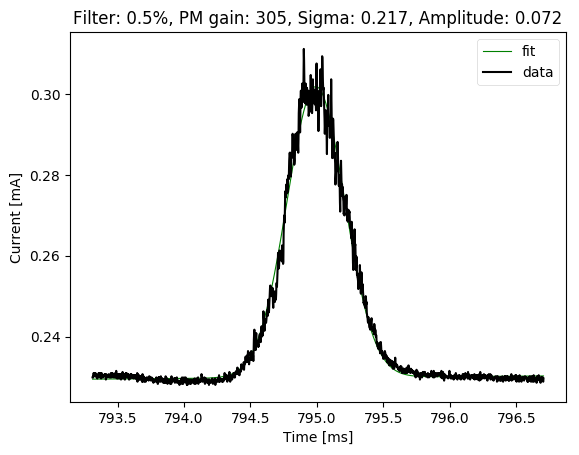 Filter: 0.5%, PM gain: 305, Sigma: 0.217, Amplitude: 0.072
fit
data
0.30
0.28
0.26
0.24
Current [mA]
793.5 794.0 794.5 795.0 795.5 796.0 796.5
Time [ms]